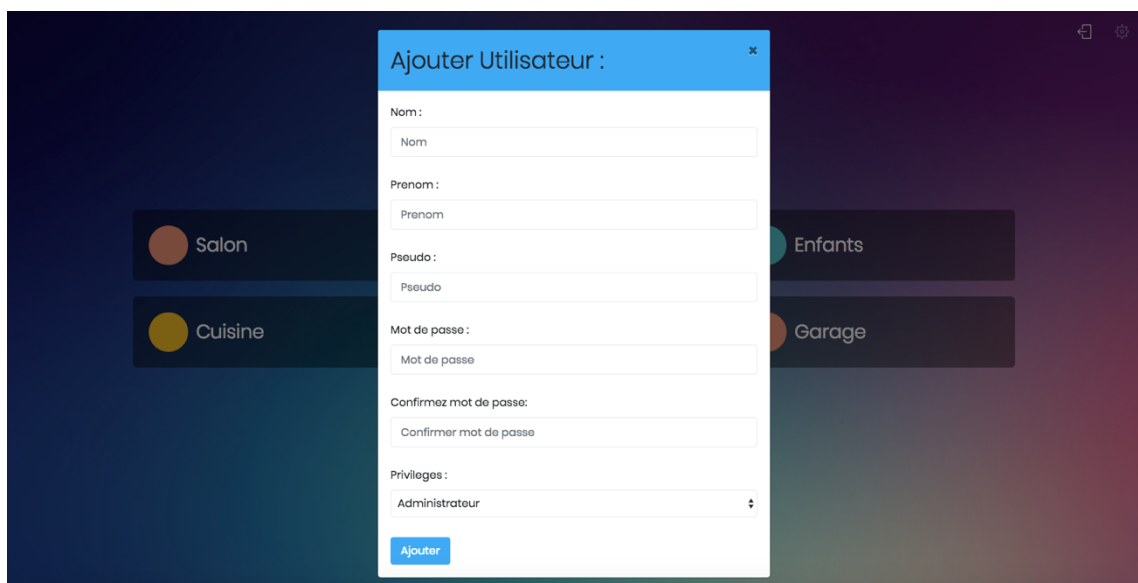 Ajouter Utilisateur :
×
Nom :
Nom
Prenom :
Prenom
Salon
Enfants
Pseudo :
Pseudo
Cuisine
Garage
Mot de passe :
Mot de passe
Confirmez mot de passe:
Confirmer mot de passe
Privileges :
Administrateur
Ajouter